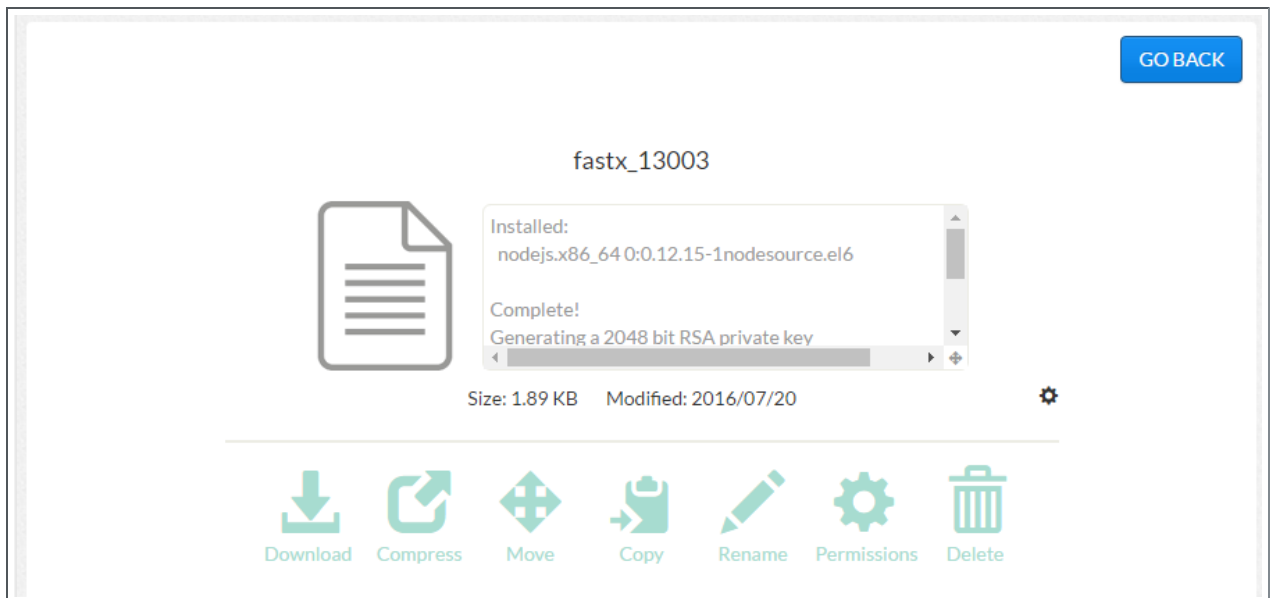 GO BACK
fastx_13003
Installed:
nodejs.x86_64 0:0.12.15-1nodesource.el6
Complete!
Generating a 2048 bit RSA private key
Size: 1.89 KB Modified: 2016/07/20
Download Compress Move Copy Rename Permissions Delete